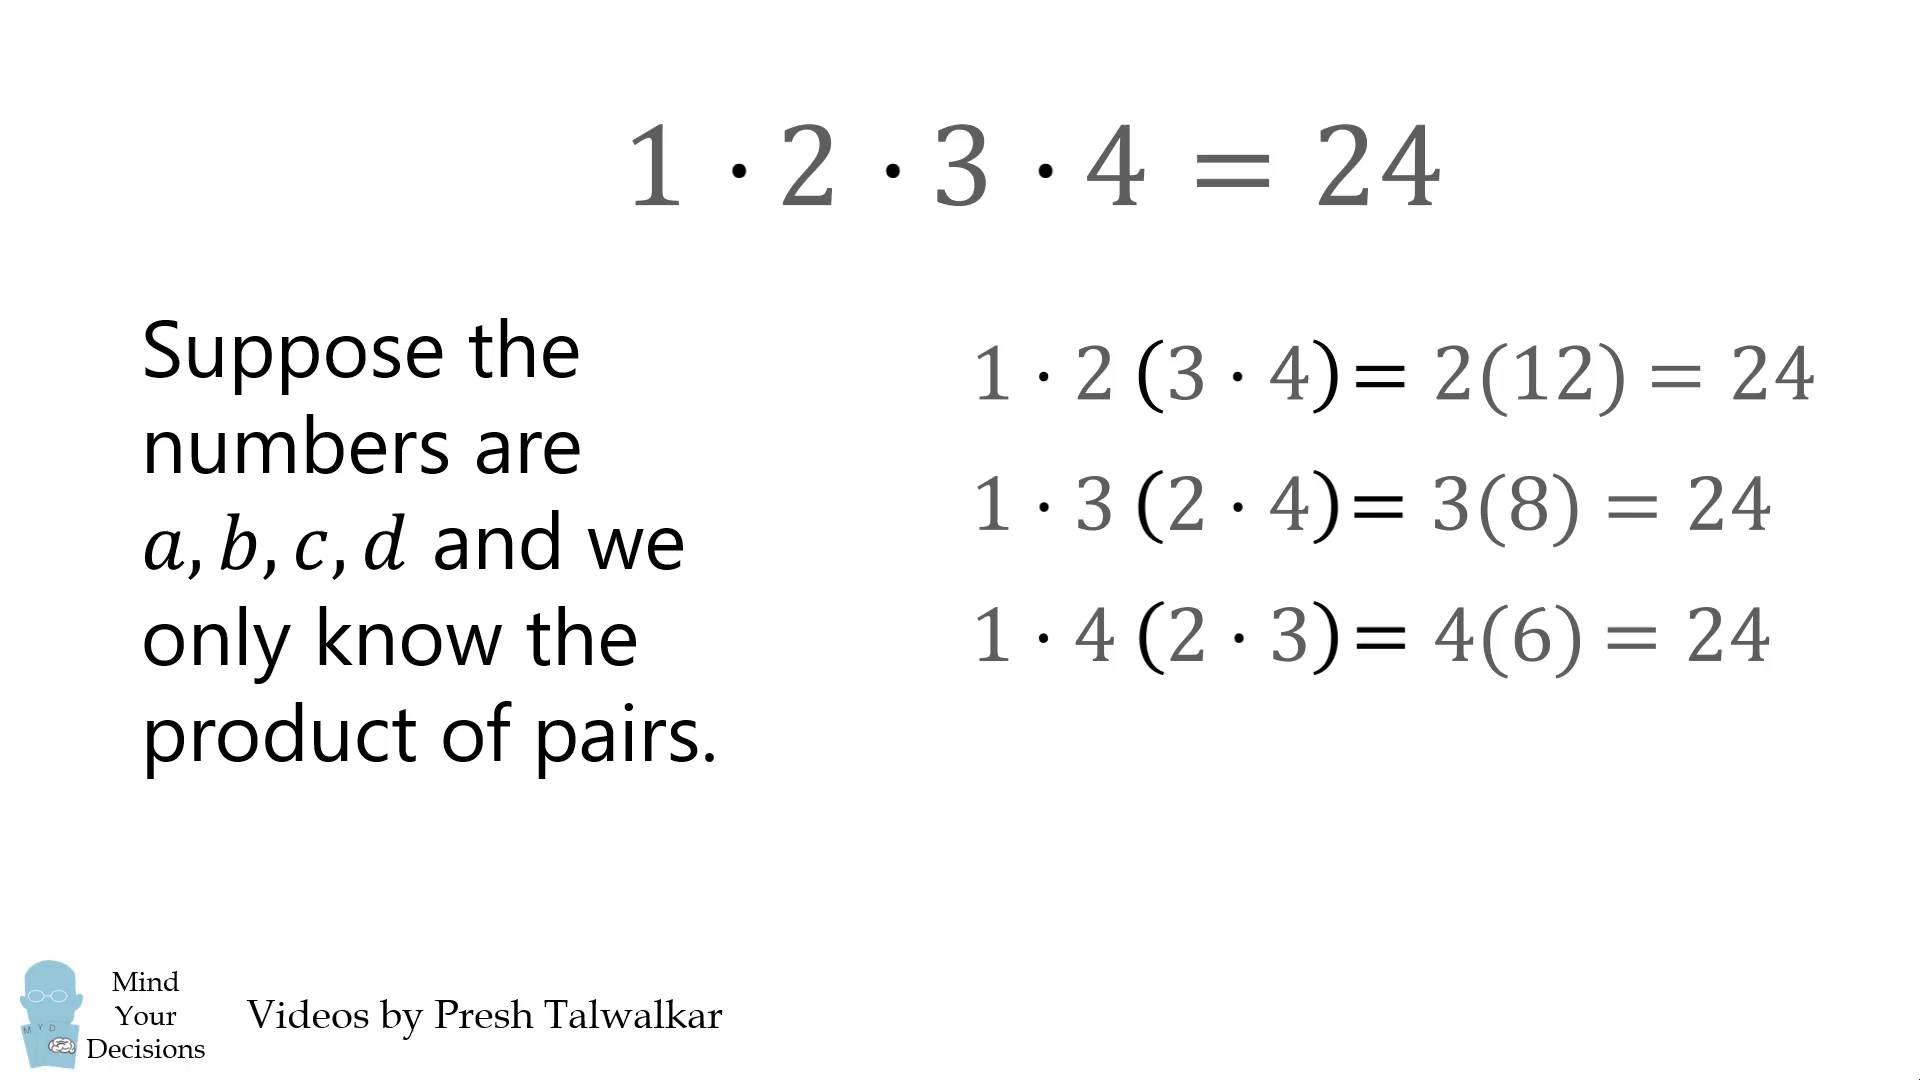 1 · 2 · 3 · 4 = 24
Suppose the
numbers are
a, b, c, d and we
only know the
product of pairs.
1 · 2 (3 · 4) = 2(12) = 24
1 · 3 (2 · 4) = 3(8) = 24
1 · 4 (2 · 3) = 4(6) = 24
M Y D
Mind
Your
Decisions
Videos by Presh Talwalkar